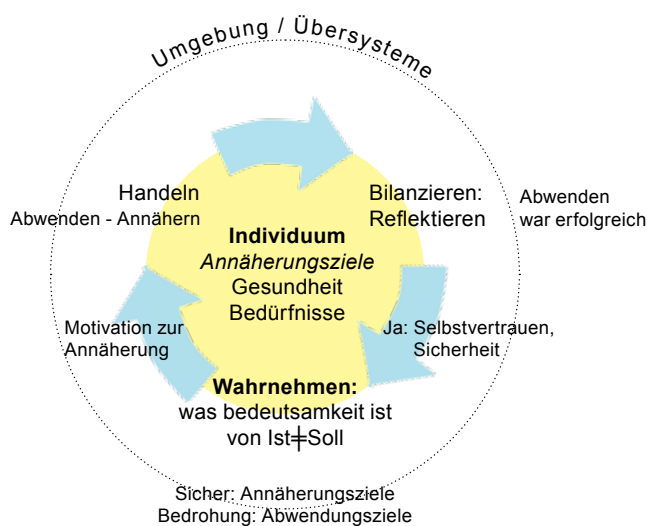 Umgebung / Übersysteme
Handeln
Abwenden - Annähern
Bilanzieren:
Reflektieren
Abwenden
war erfolgreich
Individuum
Annäherungsziele
Gesundheit
Bedürfnisse
Motivation zur
Annäherung
Ja: Selbstvertrauen,
Sicherheit
Wahrnehmen:
was bedeutsamkeit ist
von Ist╪Soll
Sicher: Annäherungsziele
Bedrohung: Abwendungsziele